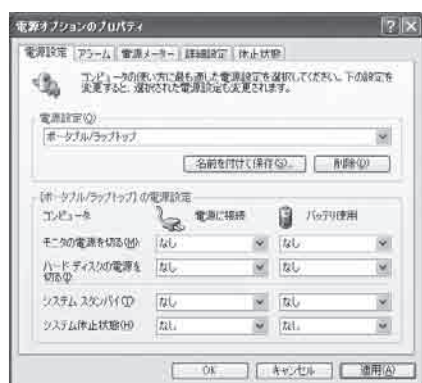 電源オプションのプロパティ
電源設定 アラーム 電源メーター 詳細設定 休止状態
コンピュータの使い方に最も適した電源設定を選択してください。下の設定を
変更すると、選択された電源設定も変更されます。
電源設定(Q)
ポータブル/ラップトップ
名前を付けて保存(S)... 削除(D)
[ポータブル/ラップトップ] の電源設定
コンピュータ 電源に接続 バッテリ使用
モニタの電源を切る(M): なし なし
ハード ディスクの電源を
切る(I): なし なし
システム スタンバイ(T): なし なし
システム休止状態(H): なし なし
OK キャンセル 適用(A)